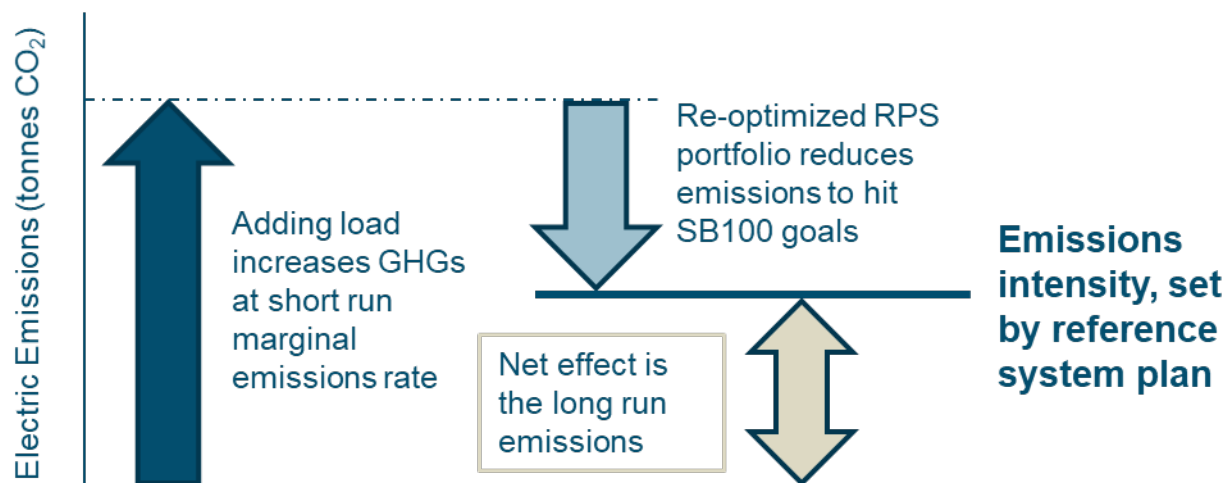 Electric Emissions (tonnes CO₂)
Adding load
increases GHGs
at short run
marginal
emissions rate
Re-optimized RPS
portfolio reduces
emissions to hit
SB100 goals
Net effect is
the long run
emissions
Emissions
intensity, set
by reference
system plan